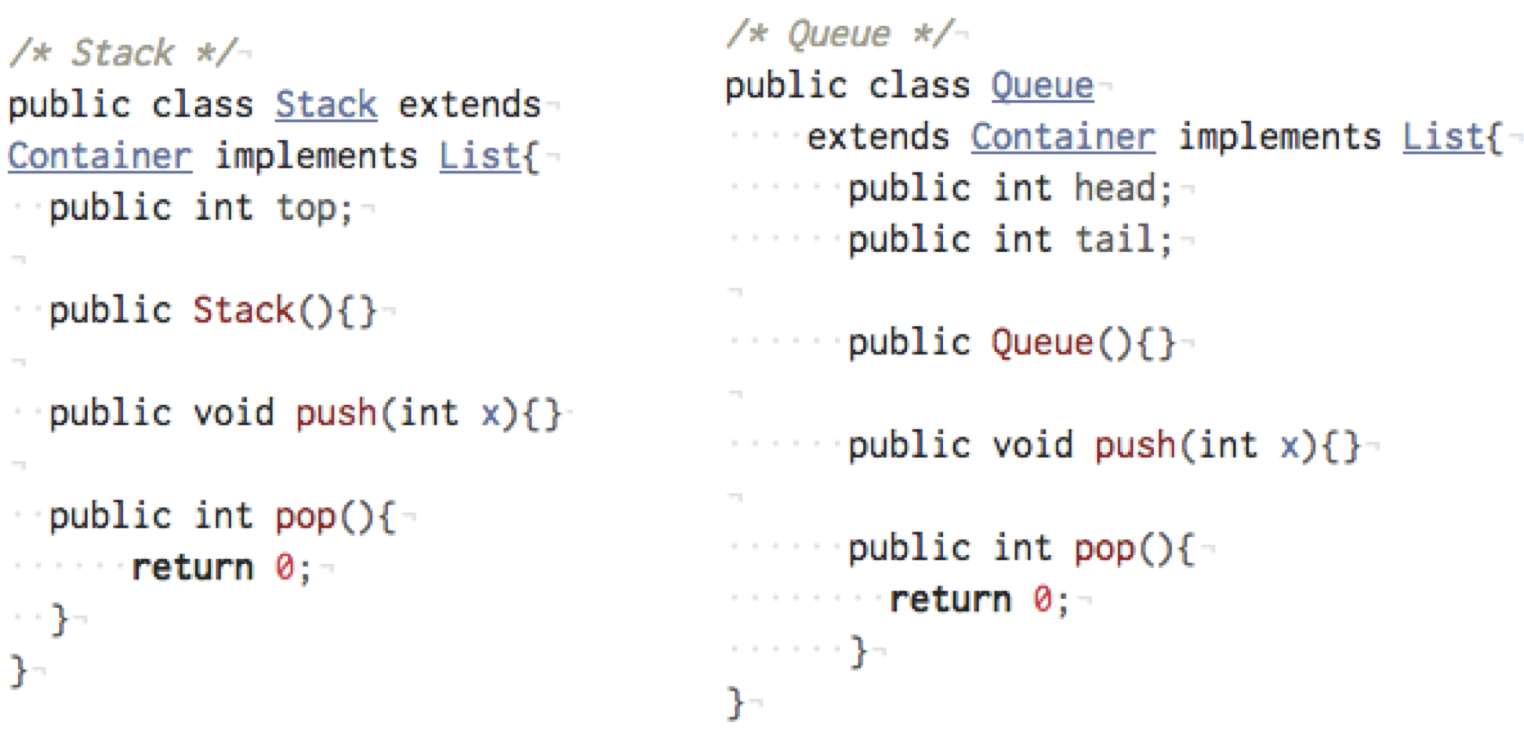 /* Stack */¬
public class Stack extends¬
Container implements List{¬
··public int top;¬
¬
··public Stack(){}¬
¬
··public void push(int x){}·
¬
··public int pop(){¬
······return 0;¬
··}¬
}¬
/* Queue */¬
public class Queue¬
····extends Container implements List{¬
······public int head;¬
······public int tail;¬
¬
······public Queue(){}¬
¬
······public void push(int x){}¬
¬
······public int pop(){¬
········return 0;¬
······}¬
}¬